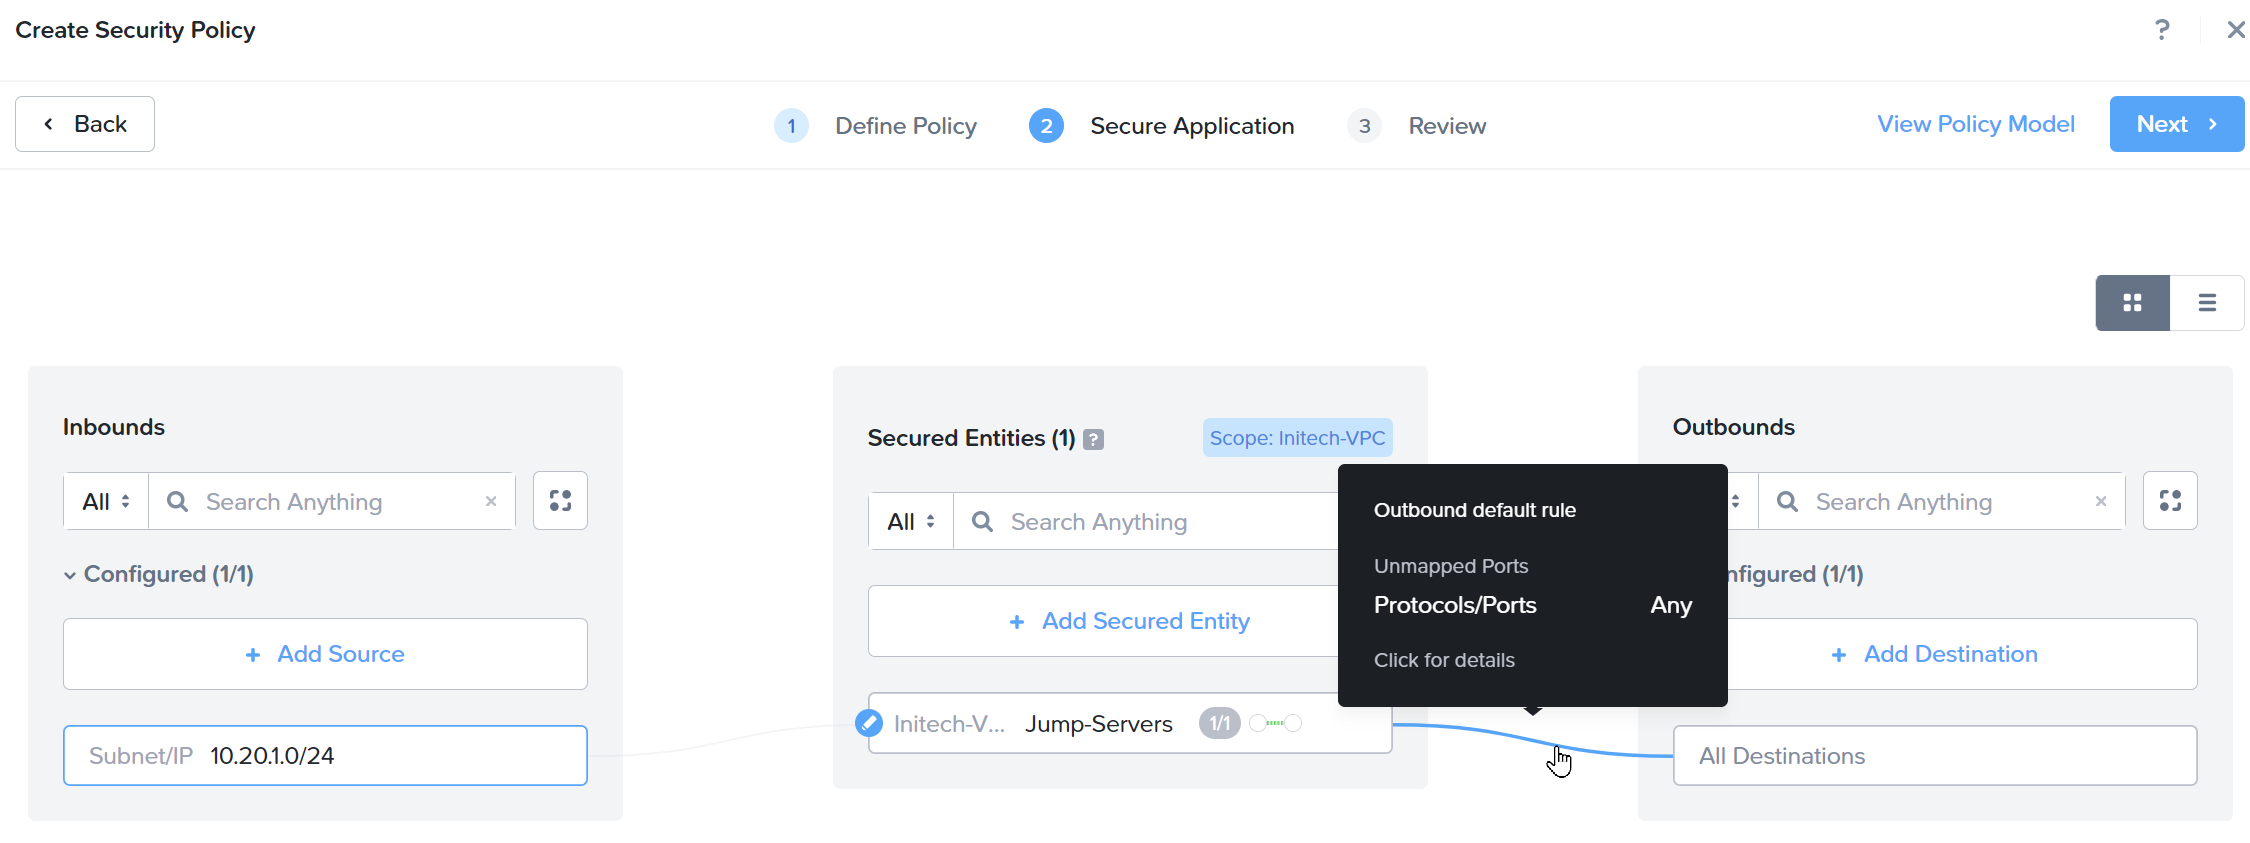 Create Security Policy
?
Back
1 Define Policy
2 Secure Application
3 Review
View Policy Model
Next
Inbounds
All
Search Anything
Configured (1/1)
+ Add Source
Subnet/IP 10.20.1.0/24
Secured Entities (1) ?
Scope: Initech-VPC
All
Search Anything
+ Add Secured Entity
Initech-V... Jump-Servers 1/1
Outbound default rule
Unmapped Ports
Protocols/Ports Any
Click for details
Outbounds
Search Anything
nfigured (1/1)
+ Add Destination
All Destinations